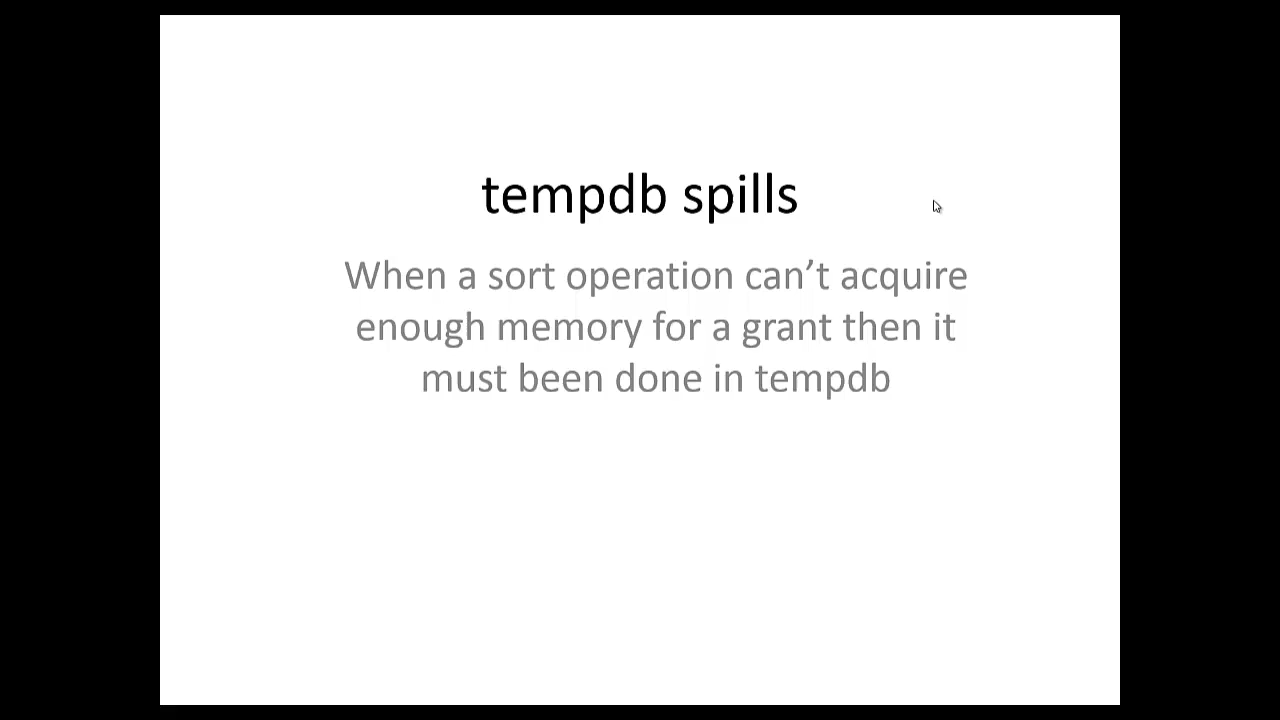 tempdb spills
When a sort operation can’t acquire
enough memory for a grant then it
must been done in tempdb